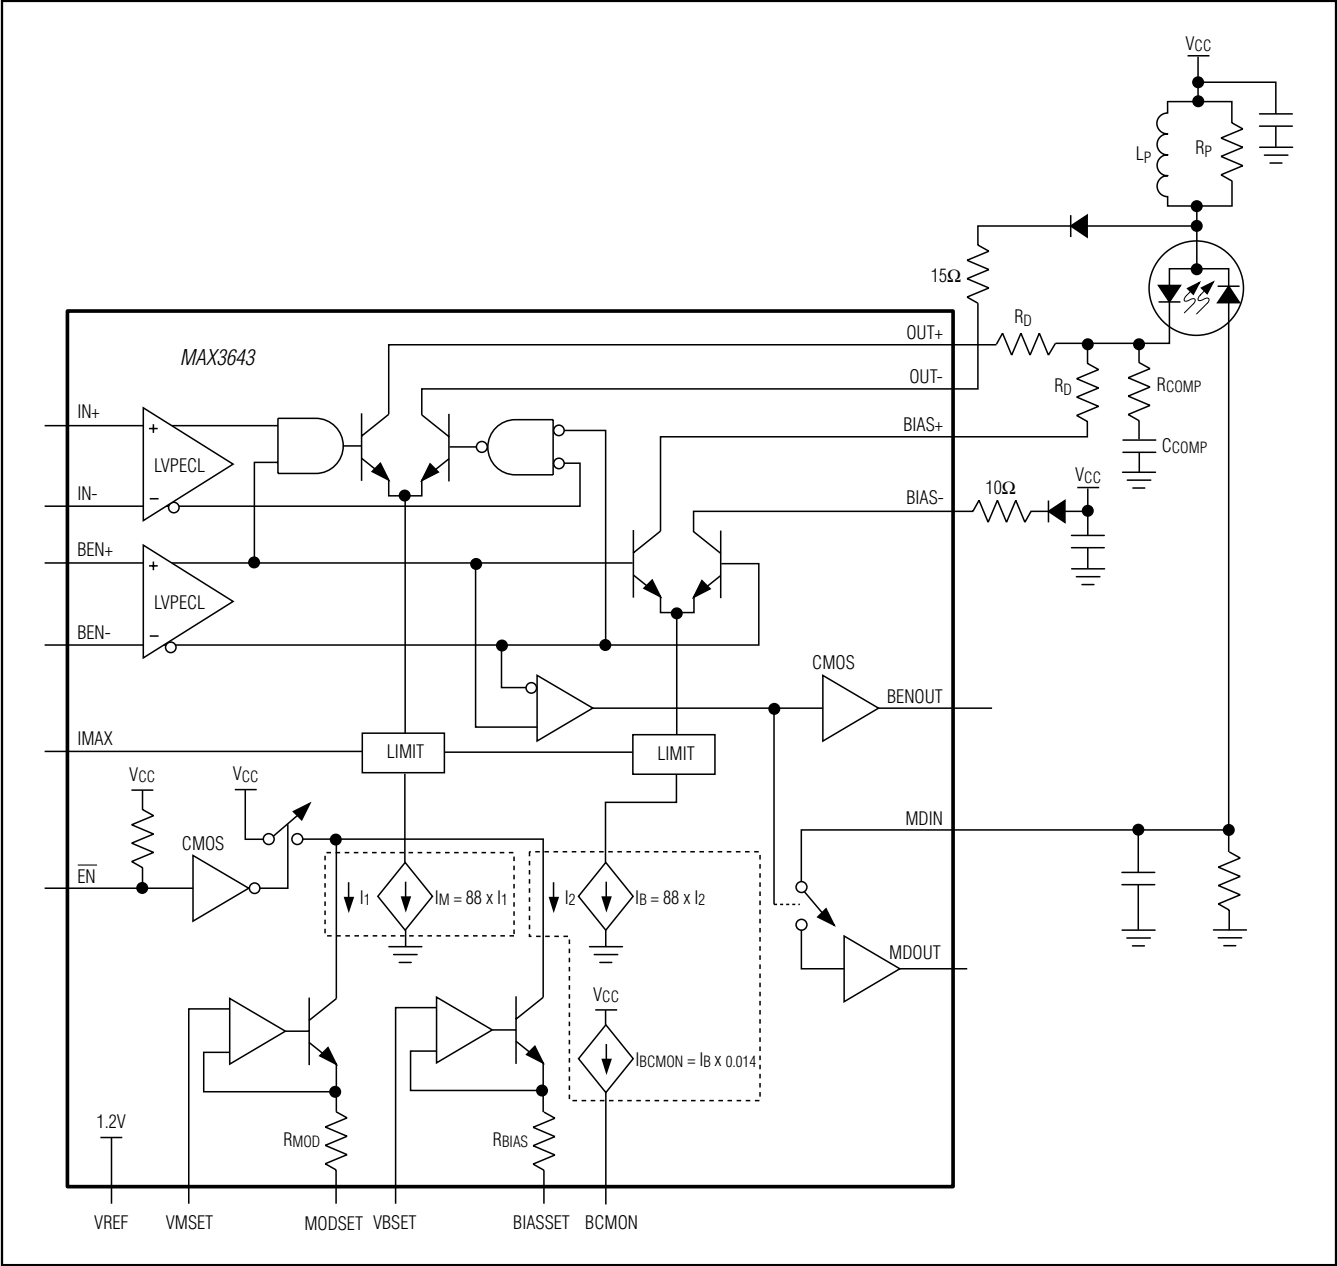 VCC
LP
RP
15Ω
MAX3643
OUT+
RD
OUT-
RD
RCOMP
IN+
BIAS+
CCOMP
+
LVPECL
VCC
IN-
−
BIAS-
10Ω
BEN+
+
LVPECL
BEN-
−
CMOS
BENOUT
IMAX
LIMIT
LIMIT
VCC
VCC
MDIN
CMOS
EN
I1
IM = 88 x I1
I2
IB = 88 x I2
MDOUT
VCC
IBCMON = IB x 0.014
1.2V
RMOD
RBIAS
VREF
VMSET
MODSET
VBSET
BIASSET
BCMON